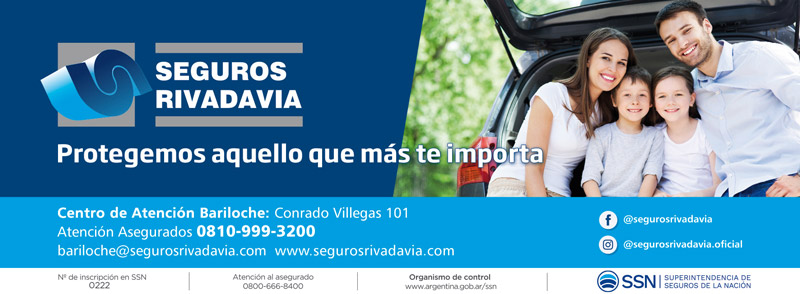 SEGUROS
RIVADAVIA
Protegemos aquello que más te importa
Centro de Atención Bariloche: Conrado Villegas 101
Atención Asegurados 0810-999-3200
bariloche@segurosrivadavia.com www.segurosrivadavia.com
@segurosrivadavia
@segurosrivadavia.oficial
Nº de inscripción en SSN
0222
Atención al asegurado
0800-666-8400
Organismo de control
www.argentina.gob.ar/ssn
SSN SUPERINTENDENCIA DE
SEGUROS DE LA NACIÓN